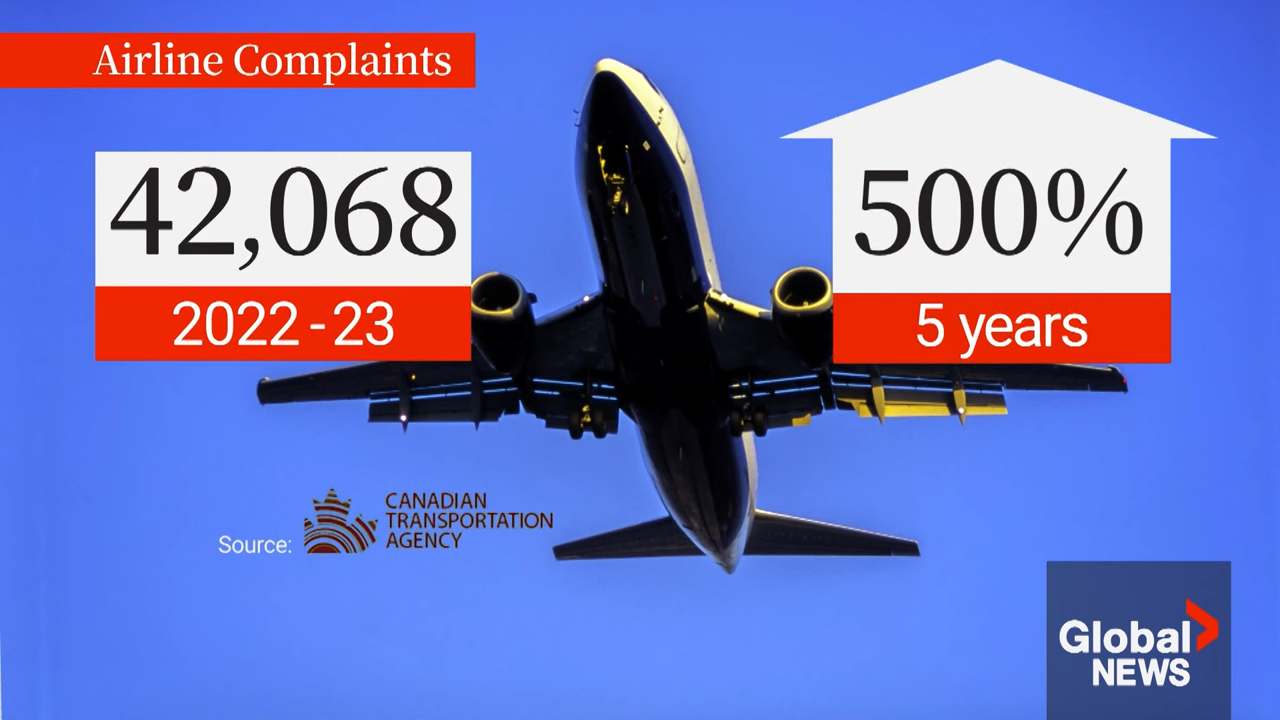 Airline Complaints
42,068
2022-23
500%
5 years
Source:
CANADIAN
TRANSPORTATION
AGENCY
Global
NEWS